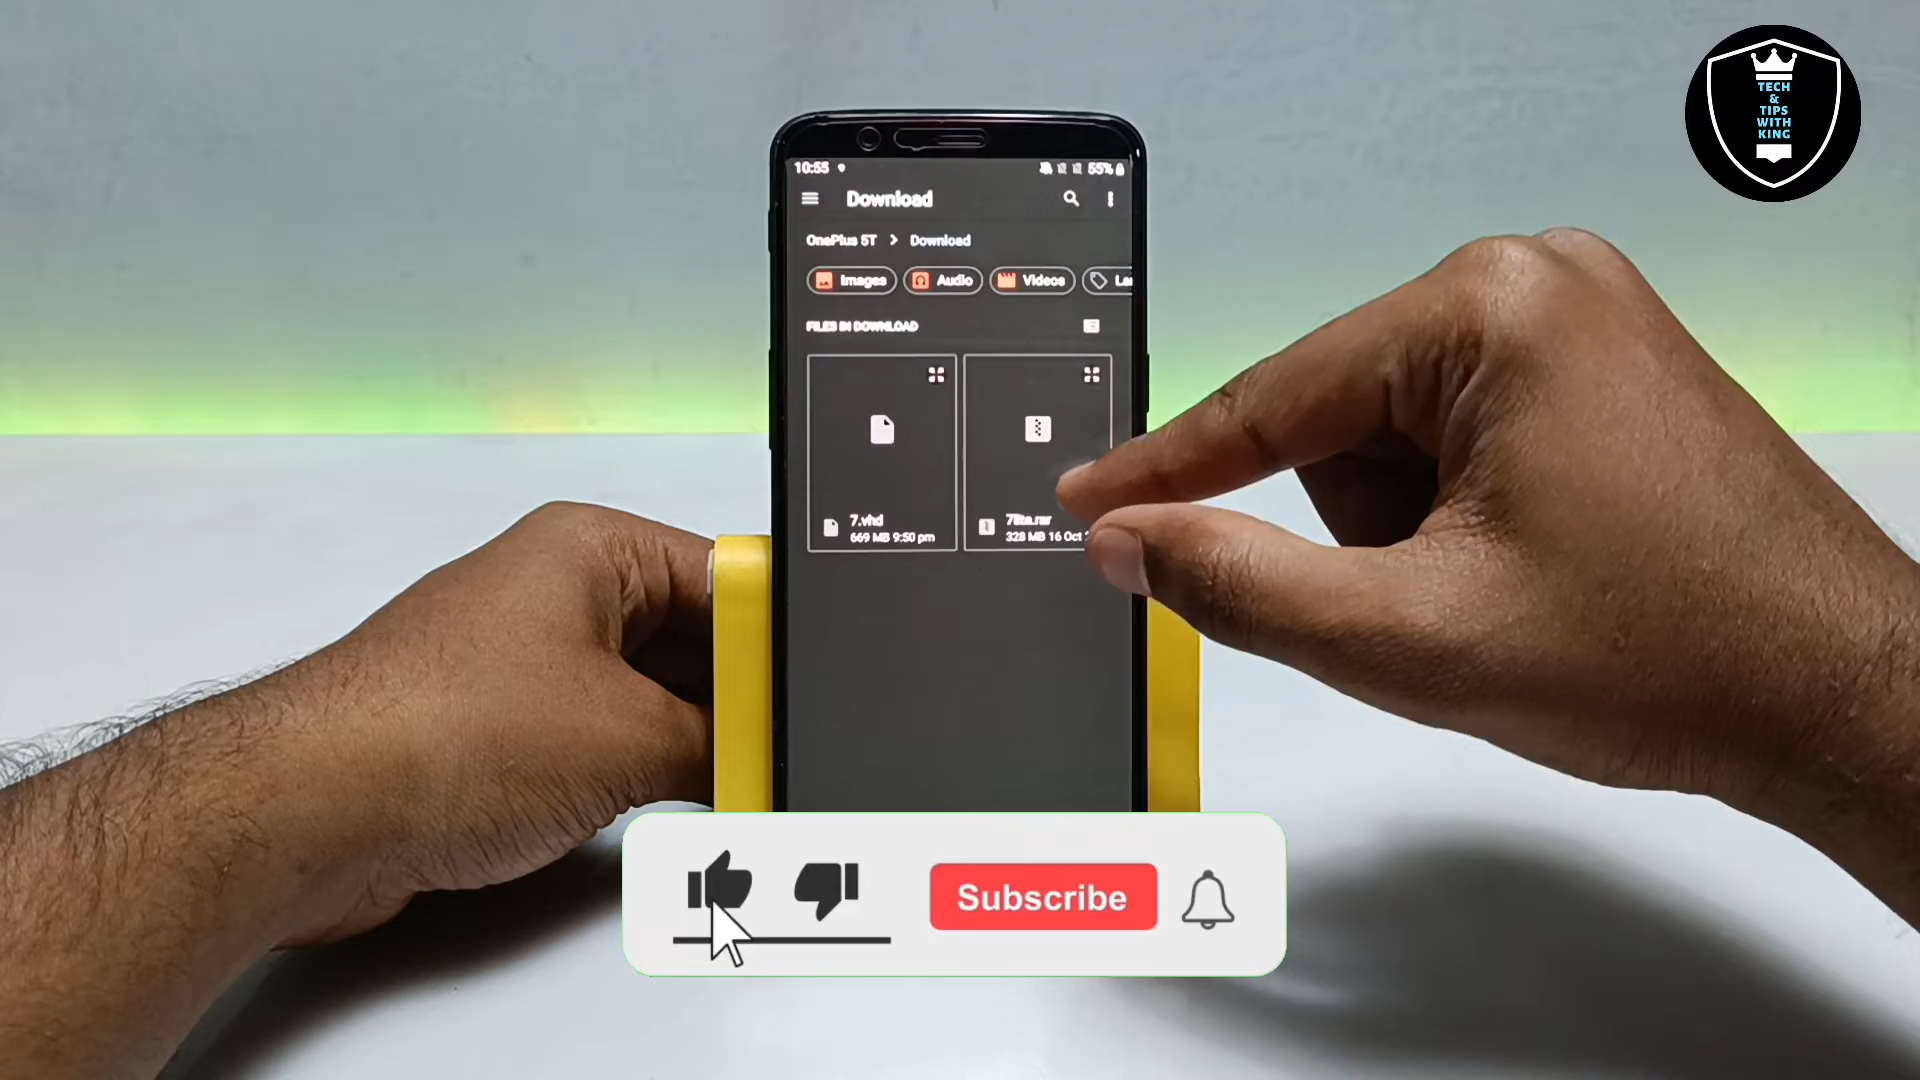 TECH
&
TIPS
WITH
KING
10:55 55%
Download
OnePlus 5T > Download
Images Audio Videos
FILES IN DOWNLOAD
7.vhd
669 MB 9:50 pm
328 MB 16 Oct
Subscribe